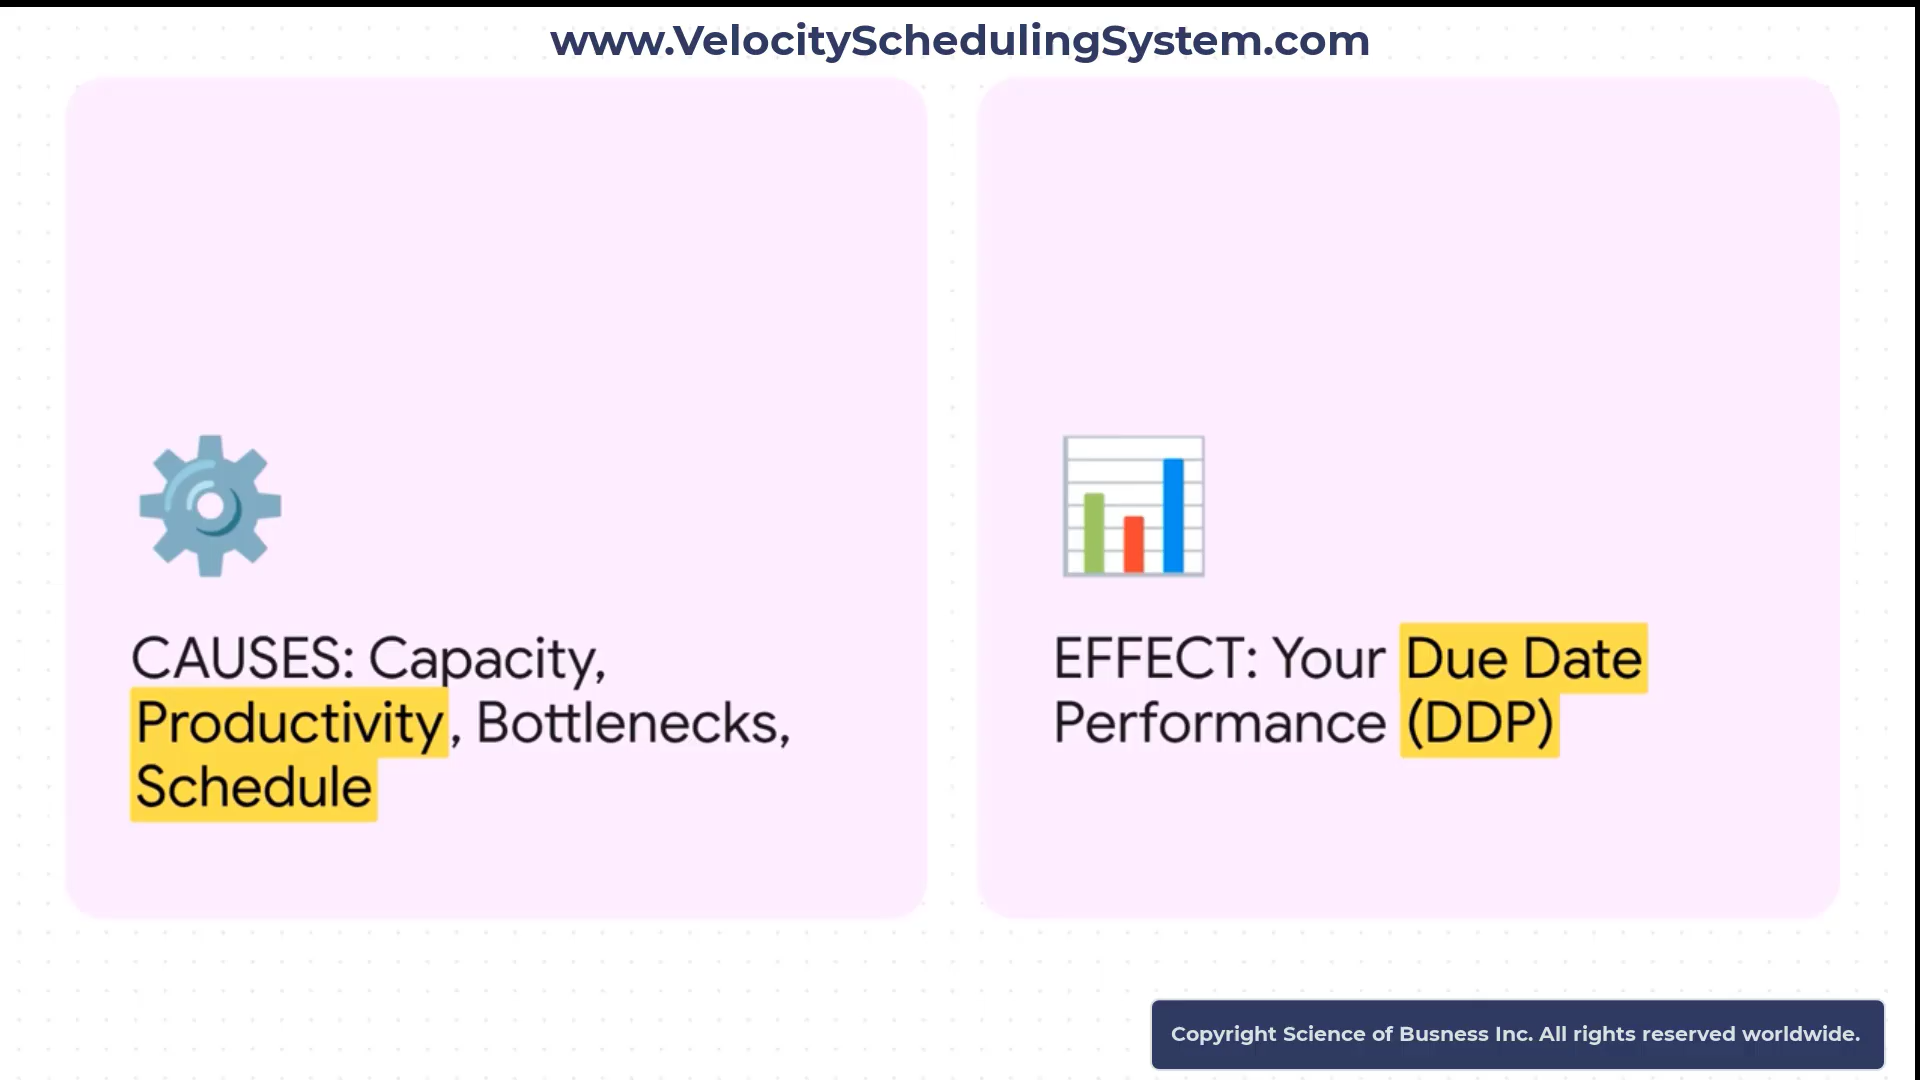 www.VelocitySchedulingSystem.com
CAUSES: Capacity,
Productivity, Bottlenecks,
Schedule
EFFECT: Your Due Date
Performance (DDP)
Copyright Science of Busness Inc. All rights reserved worldwide.